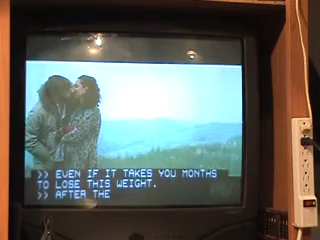 >> EVEN IF IT TAKES YOU MONTHS
TO LOSE THIS WEIGHT.
>> AFTER THE